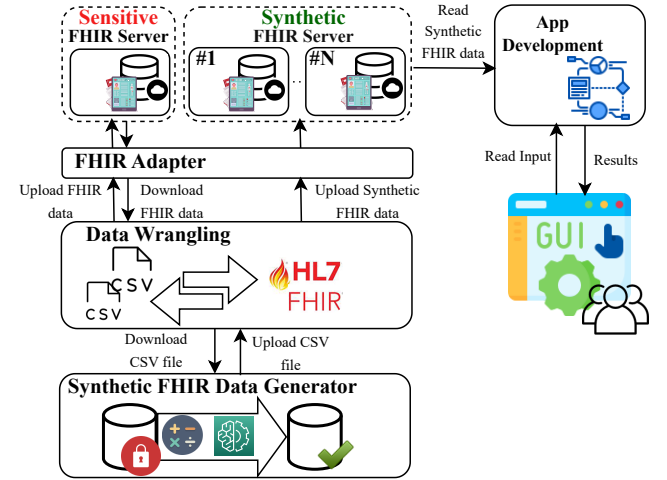 Sensitive
FHIR Server
Synthetic
FHIR Server
#1
#N
Read
Synthetic
FHIR data
App
Development
FHIR Adapter
Upload FHIR
data
Download
FHIR data
Upload Synthetic
FHIR data
Read Input
Results
GUI
Data Wrangling
CSV
CSV
HL7
FHIR
Download
CSV file
Upload CSV
file
Synthetic FHIR Data Generator